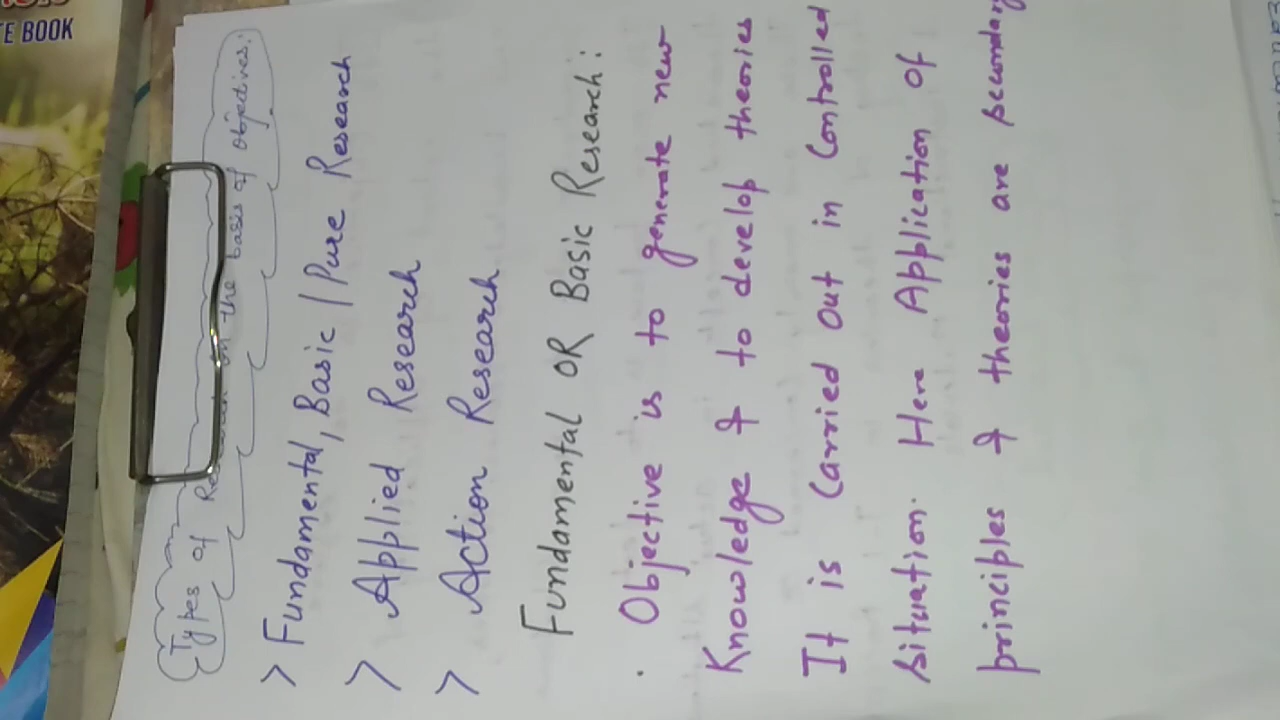 E BOOK
Types of Research on the basis of objectives:
> Fundamental, Basic / Pure Research
> Applied Research
> Action Research
Fundamental OR Basic Research:
. Objective is to generate new
Knowledge & to develop theories
It is carried out in controlled
situation. Here Application of
principles & theories are secondary